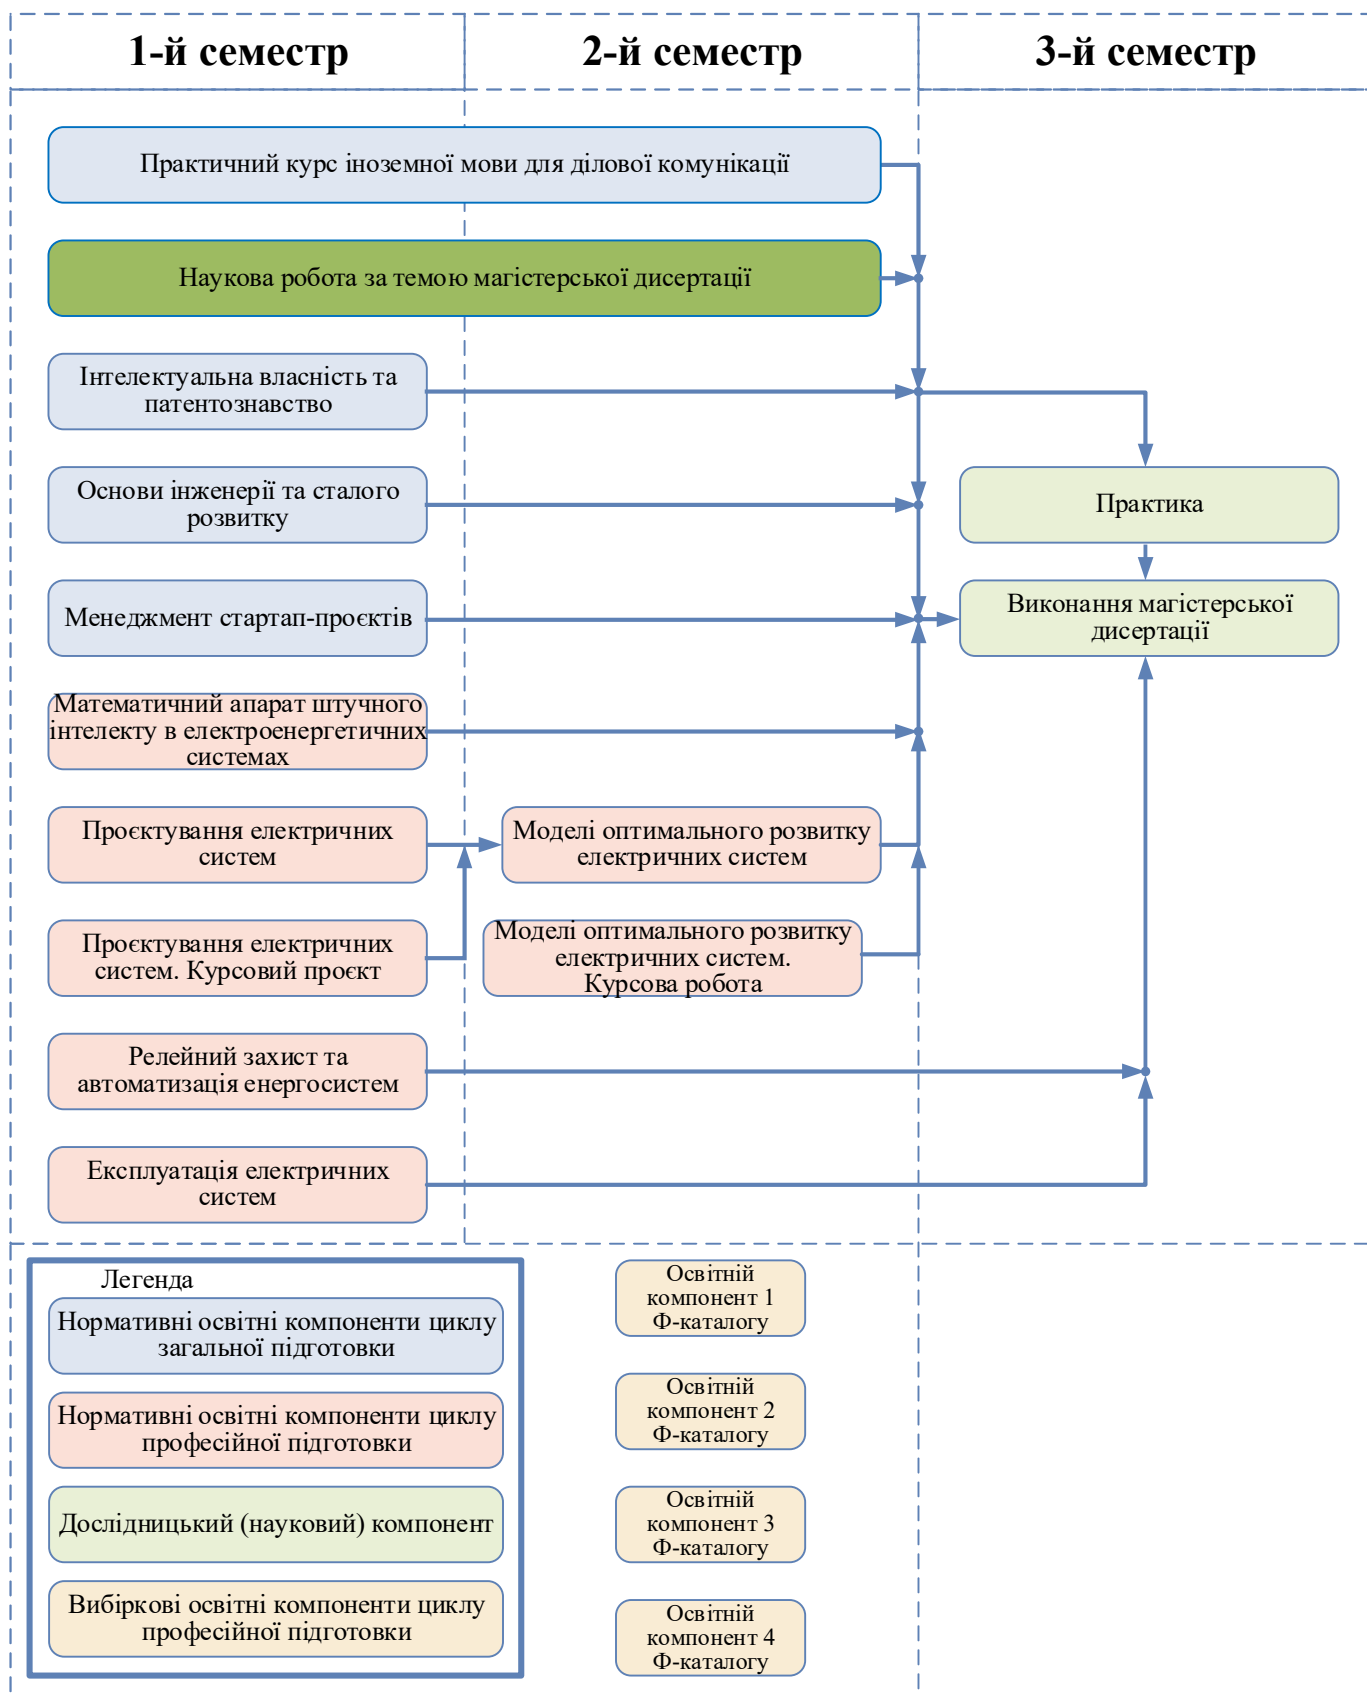 1-й семестр
2-й семестр
3-й семестр
Практичний курс іноземної мови для ділової комунікації
Наукова робота за темою магістерської дисертації
Інтелектуальна власність та
патентознавство
Основи інженерії та сталого
розвитку
Практика
Менеджмент стартап-проєктів
Виконання магістерської
дисертації
Математичний апарат штучного
інтелекту в електроенергетичних
системах
Проєктування електричних
систем
Моделі оптимального розвитку
електричних систем
Проєктування електричних
систем. Курсовий проєкт
Моделі оптимального розвитку
електричних систем.
Курсова робота
Релейний захист та
автоматизація енергосистем
Експлуатація електричних
систем
Легенда
Нормативні освітні компоненти циклу
загальної підготовки
Нормативні освітні компоненти циклу
професійної підготовки
Дослідницький (науковий) компонент
Вибіркові освітні компоненти циклу
професійної підготовки
Освітній
компонент 1
Ф-каталогу
Освітній
компонент 2
Ф-каталогу
Освітній
компонент 3
Ф-каталогу
Освітній
компонент 4
Ф-каталогу